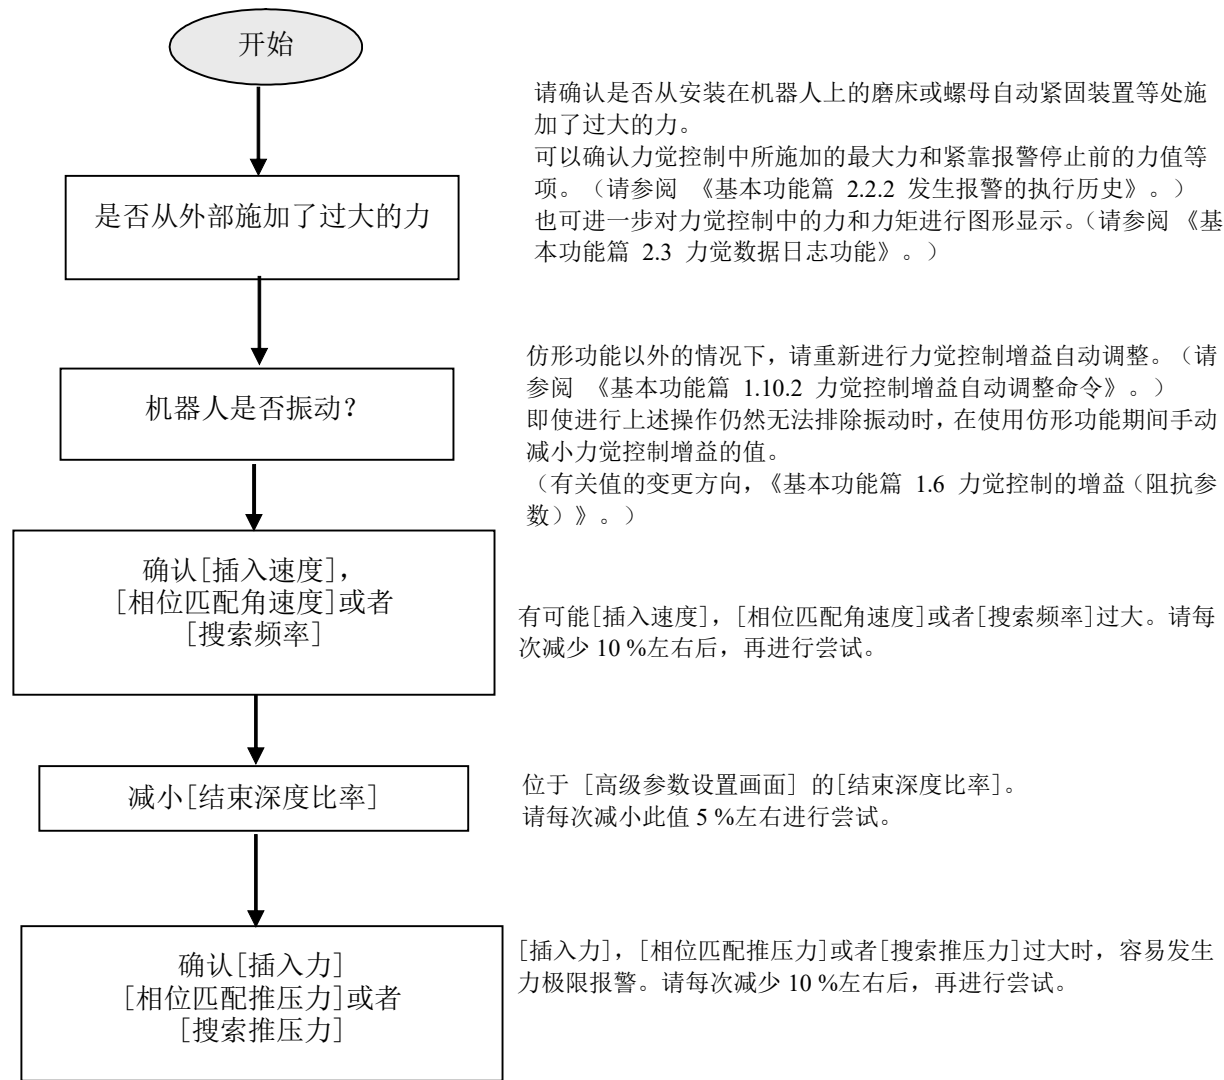 开始
请确认是否从安装在机器人上的磨床或螺母自动紧固装置等处施
加了过大的力。
可以确认力觉控制中所施加的最大力和紧靠报警停止前的力值等
项。（请参阅 《基本功能篇 2.2.2 发生报警的执行历史》。）
也可进一步对力觉控制中的力和力矩进行图形显示。（请参阅 《基
本功能篇 2.3 力觉数据日志功能》。）
是否从外部施加了过大的力
仿形功能以外的情况下，请重新进行力觉控制增益自动调整。（请
参阅 《基本功能篇 1.10.2 力觉控制增益自动调整命令》。）
即使进行上述操作仍然无法排除振动时，在使用仿形功能期间手动
减小力觉控制增益的值。
（有关值的变更方向，《基本功能篇 1.6 力觉控制的增益（阻抗参
数）》。）
机器人是否振动？
确认[插入速度]，
[相位匹配角速度]或者
[搜索频率]
有可能[插入速度]，[相位匹配角速度]或者[搜索频率]过大。请每
次减少 10 %左右后，再进行尝试。
减小[结束深度比率]
位于 [高级参数设置画面] 的[结束深度比率]。
请每次减小此值 5 %左右进行尝试。
确认[插入力]
[相位匹配推压力]或者
[搜索推压力]
[插入力]，[相位匹配推压力]或者[搜索推压力]过大时，容易发生
力极限报警。请每次减少 10 %左右后，再进行尝试。